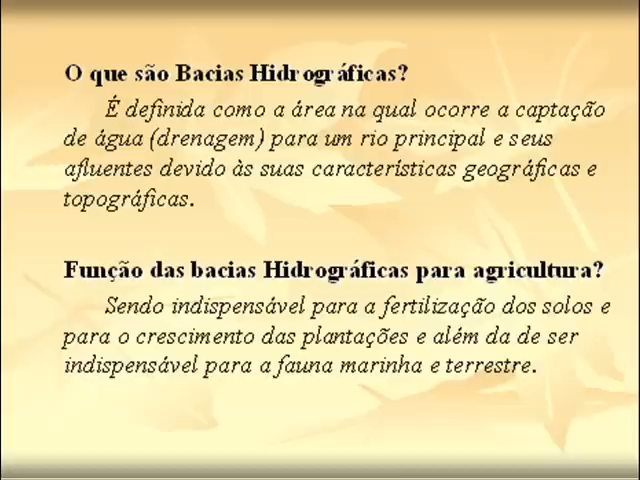 O que são Bacias Hidrográficas?
É definida como a área na qual ocorre a captação
de água (drenagem) para um rio principal e seus
afluentes devido às suas características geográficas e
topográficas.
Função das bacias Hidrográficas para agricultura?
Sendo indispensável para a fertilização dos solos e
para o crescimento das plantações e além da de ser
indispensável para a fauna marinha e terrestre.